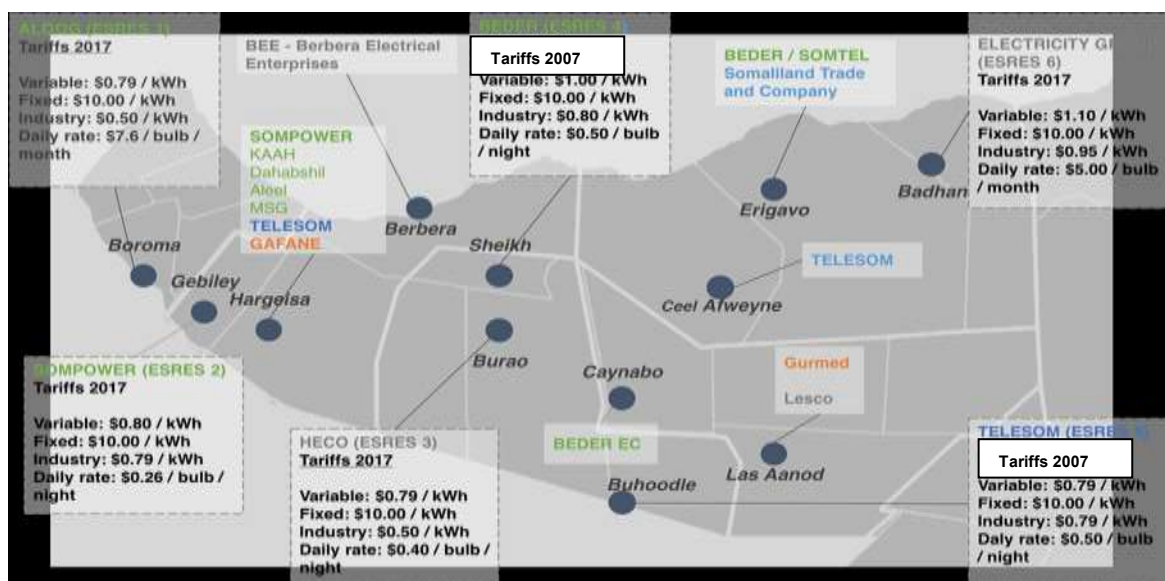 ALOOG (ESRES 1)
Tariffs 2017
Variable: $0.79 / kWh
Fixed: $10.00 / kWh
Industry: $0.50 / kWh
Daily rate: $7.6 / bulb /
month
BEE - Berbera Electrical
Enterprises
BEDER (ESRES 4)
Tariffs 2007
Variable: $1.00 / kWh
Fixed: $10.00 / kWh
Industry: $0.80 / kWh
Daily rate: $0.50 / bulb
/ night
BEDER / SOMTEL
Somaliland Trade
and Company
ELECTRICITY
(ESRES 6)
Tariffs 2017
Variable: $1.10 / kWh
Fixed: $10.00 / kWh
Industry: $0.95 / kWh
Daily rate: $5.00 / bulb
/ month
SOMPOWER
KAAH
Dahabshil
Aleel
MSG
TELESOM
GAFANE
Berbera
Erigavo
Badhan
Boroma
Gebiley
Hargeisa
Sheikh
TELESOM
Ceel Afweyne
Burao
Caynabo
Gurmed
Lesco
SOMPOWER (ESRES 2)
Tariffs 2017
Variable: $0.80 / kWh
Fixed: $10.00 / kWh
Industry: $0.79 / kWh
Daily rate: $0.26 / bulb /
night
HECO (ESRES 3)
Tariffs 2017
Variable: $0.79 / kWh
Fixed: $10.00 / kWh
Industry: $0.50 / kWh
Daily rate: $0.40 / bulb /
night
BEDER EC
Buhoodle
Las Aanod
TELESOM (ESRES
Tariffs 2007
Variable: $0.79 / kWh
Fixed: $10.00 / kWh
Industry: $0.79 / kWh
Daly rate: $0.50 / bulb
/ night